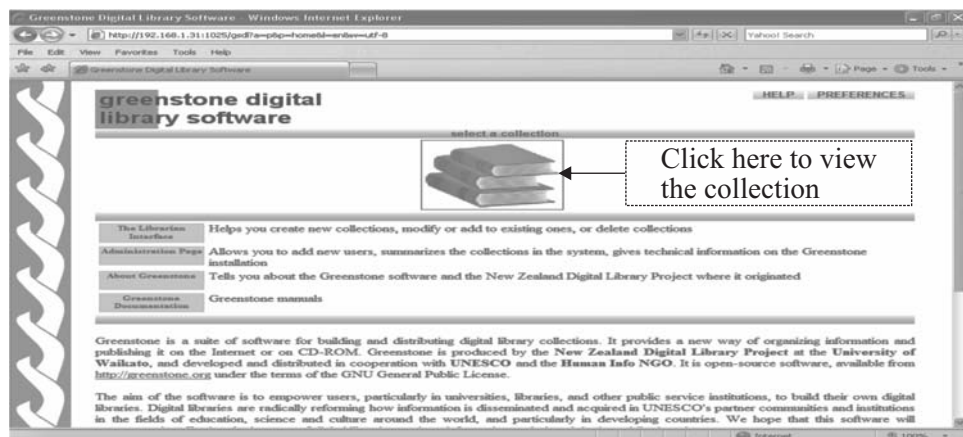 Greenstone Digital Library Software - Windows Internet Explorer
http://192.168.1.31:1025/gsdl?a=p&p=home&l=en&w=utf-8
Yahoo! Search
File Edit View Favorites Tools Help
Greenstone Digital Library Software
Page Tools
HELP PREFERENCES
greenstone digital
library software
select a collection
Click here to view
the collection
The Librarian
Interface
Helps you create new collections, modify or add to existing ones, or delete collections
Administration Page
Allows you to add new users, summarizes the collections in the system, gives technical information on the Greenstone
installation
About Greenstone
Tells you about the Greenstone software and the New Zealand Digital Library Project where it originated
Greenstone
Documentation
Greenstone manuals
Greenstone is a suite of software for building and distributing digital library collections. It provides a new way of organizing information and
publishing it on the Internet or on CD-ROM. Greenstone is produced by the New Zealand Digital Library Project at the University of
Waikato, and developed and distributed in cooperation with UNESCO and the Human Info NGO. It is open-source software, available from
http://greenstone.org under the terms of the GNU General Public License.
The aim of the software is to empower users, particularly in universities, libraries, and other public service institutions, to build their own digital
libraries. Digital libraries are radically reforming how information is disseminated and acquired in UNESCO's partner communities and institutions
in the fields of education, science and culture around the world, and particularly in developing countries. We hope that this software will
Internet
100%